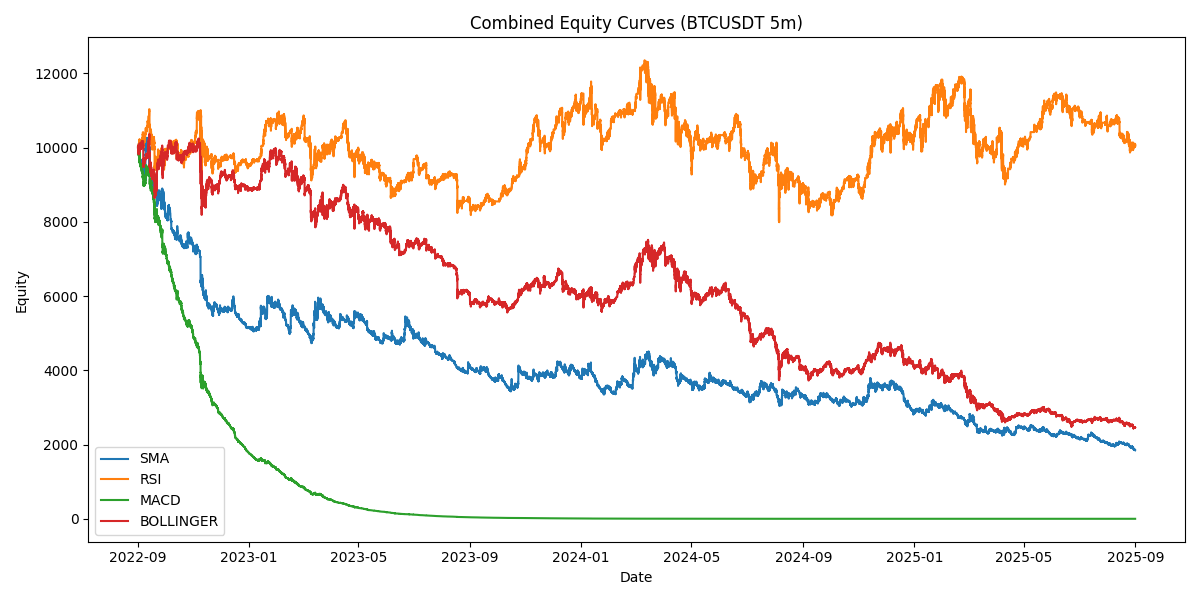 Combined Equity Curves (BTCUSDT 5m)
Equity
12000
10000
8000
6000
4000
2000
0
SMA
RSI
MACD
BOLLINGER
2022-09 2023-01 2023-05 2023-09 2024-01 2024-05 2024-09 2025-01 2025-05 2025-09
Date